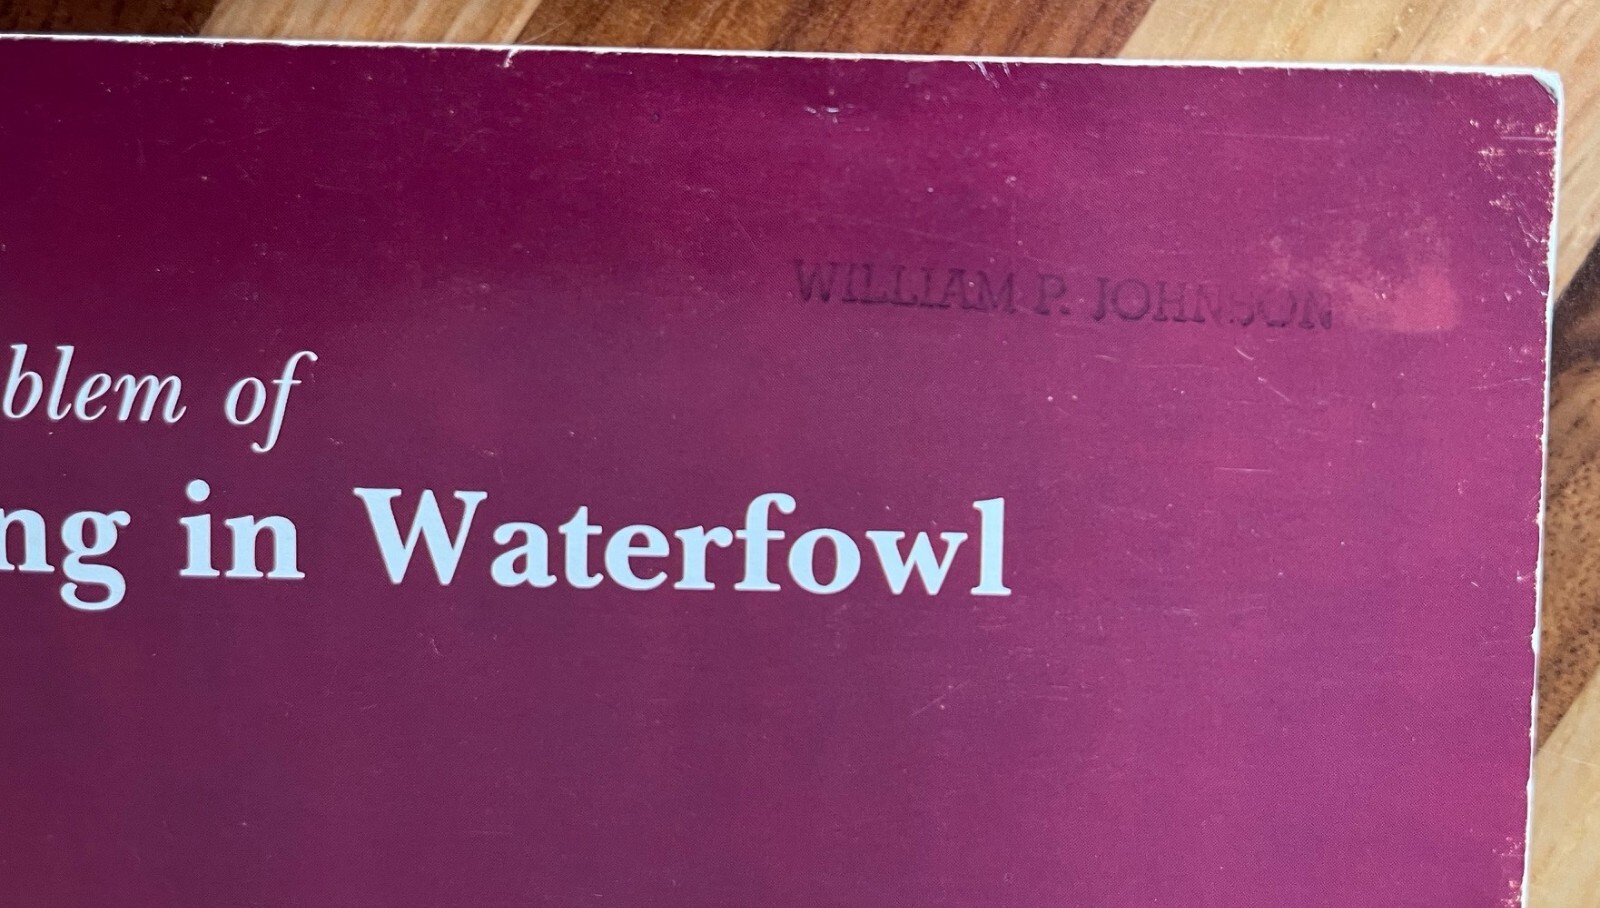 WILLIAM P. JOHNSON
blem of
ng in Waterfowl